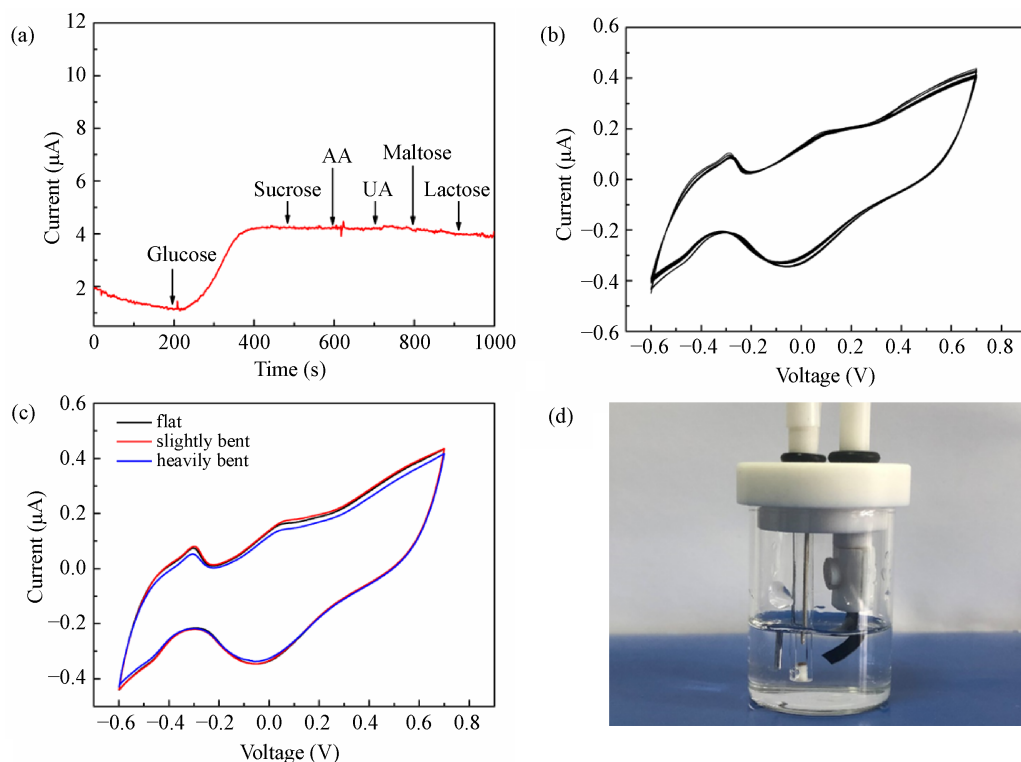 (a)
12
10
8
6
4
2
Current (μA)
Glucose
Sucrose
AA
UA
Maltose
Lactose
0 200 400 600 800 1000
Time (s)
(b)
0.6
0.4
0.2
0.0
−0.2
−0.4
−0.6
Current (μA)
−0.6 −0.4 −0.2 0.0 0.2 0.4 0.6 0.8
Voltage (V)
(c)
0.6
0.4
0.2
0.0
−0.2
−0.4
Current (μA)
flat
slightly bent
heavily bent
−0.6 −0.4 −0.2 0.0 0.2 0.4 0.6 0.8
Voltage (V)
(d)